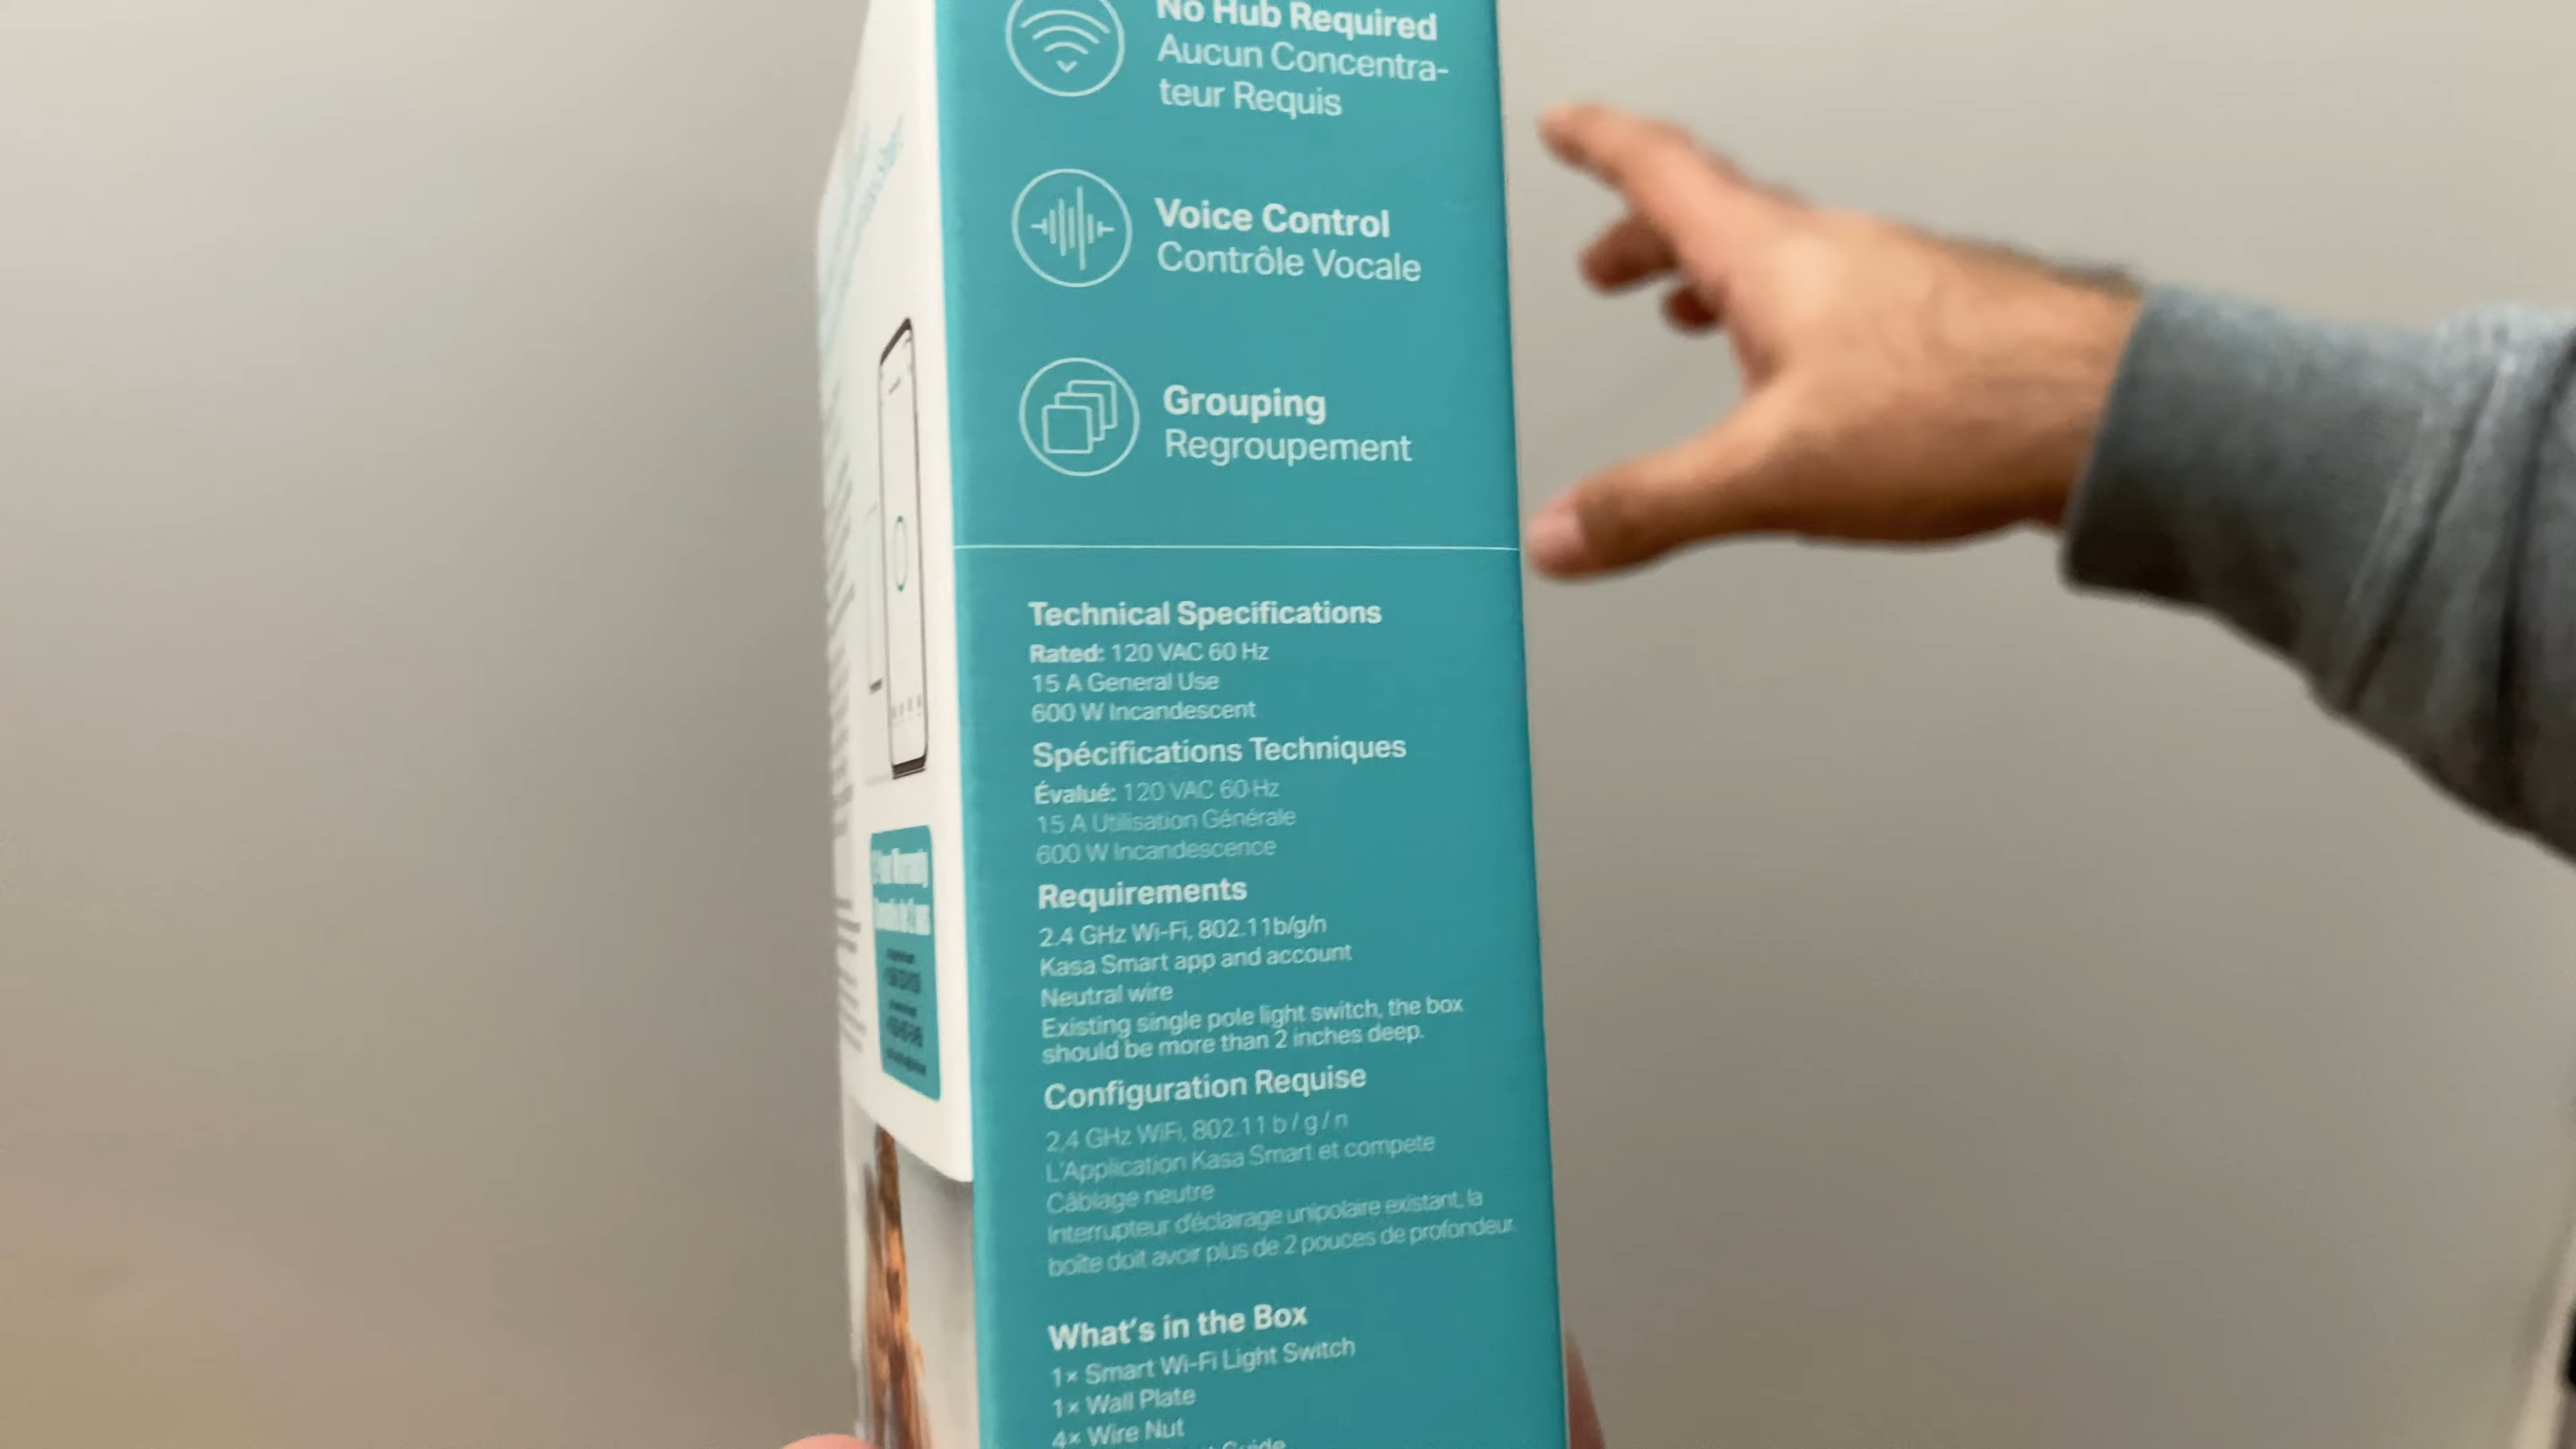 No Hub Required
Aucun Concentra-
teur Requis
Voice Control
Contrôle Vocale
Grouping
Regroupement
Technical Specifications
Rated: 120 VAC 60 Hz
15 A General Use
600 W Incandescent
Spécifications Techniques
Évalué: 120 VAC 60 Hz
15 A Utilisation Générale
600 W Incandescence
Requirements
2.4 GHz Wi-Fi, 802.11b/g/n
Kasa Smart app and account
Neutral wire
Existing single pole light switch, the box
should be more than 2 inches deep.
Configuration Requise
2,4 GHz WiFi, 802.11 b / g / n
L'Application Kasa Smart et compete
Câblage neutre
Interrupteur d'éclairage unipolaire existant, la
boîte doit avoir plus de 2 pouces de profondeur.
What's in the Box
1× Smart Wi-Fi Light Switch
1× Wall Plate
4× Wire Nut
Guide